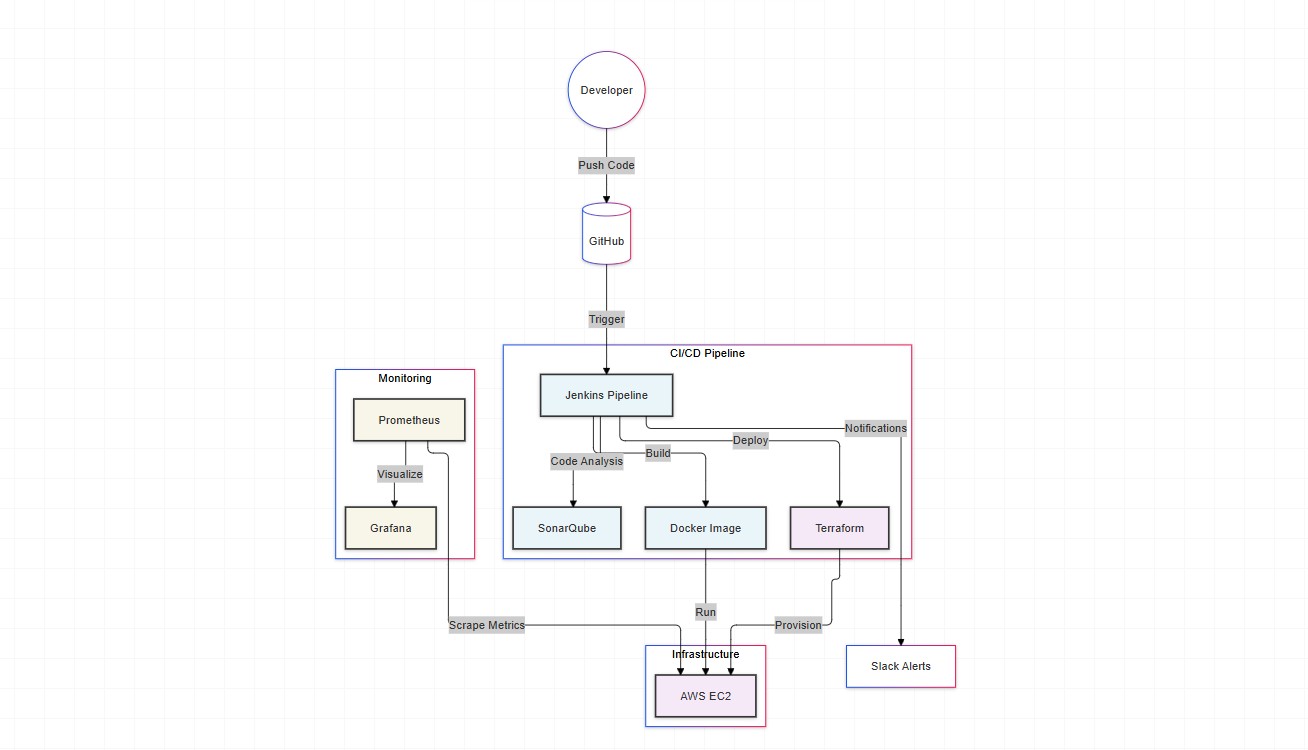 Developer
Push Code
GitHub
Trigger
CI/CD Pipeline
Jenkins Pipeline
Monitoring
Prometheus
Notifications
Deploy
Build
Code Analysis
Visualize
Grafana
SonarQube
Docker Image
Terraform
Run
Scrape Metrics
Provision
Infrastructure
AWS EC2
Slack Alerts